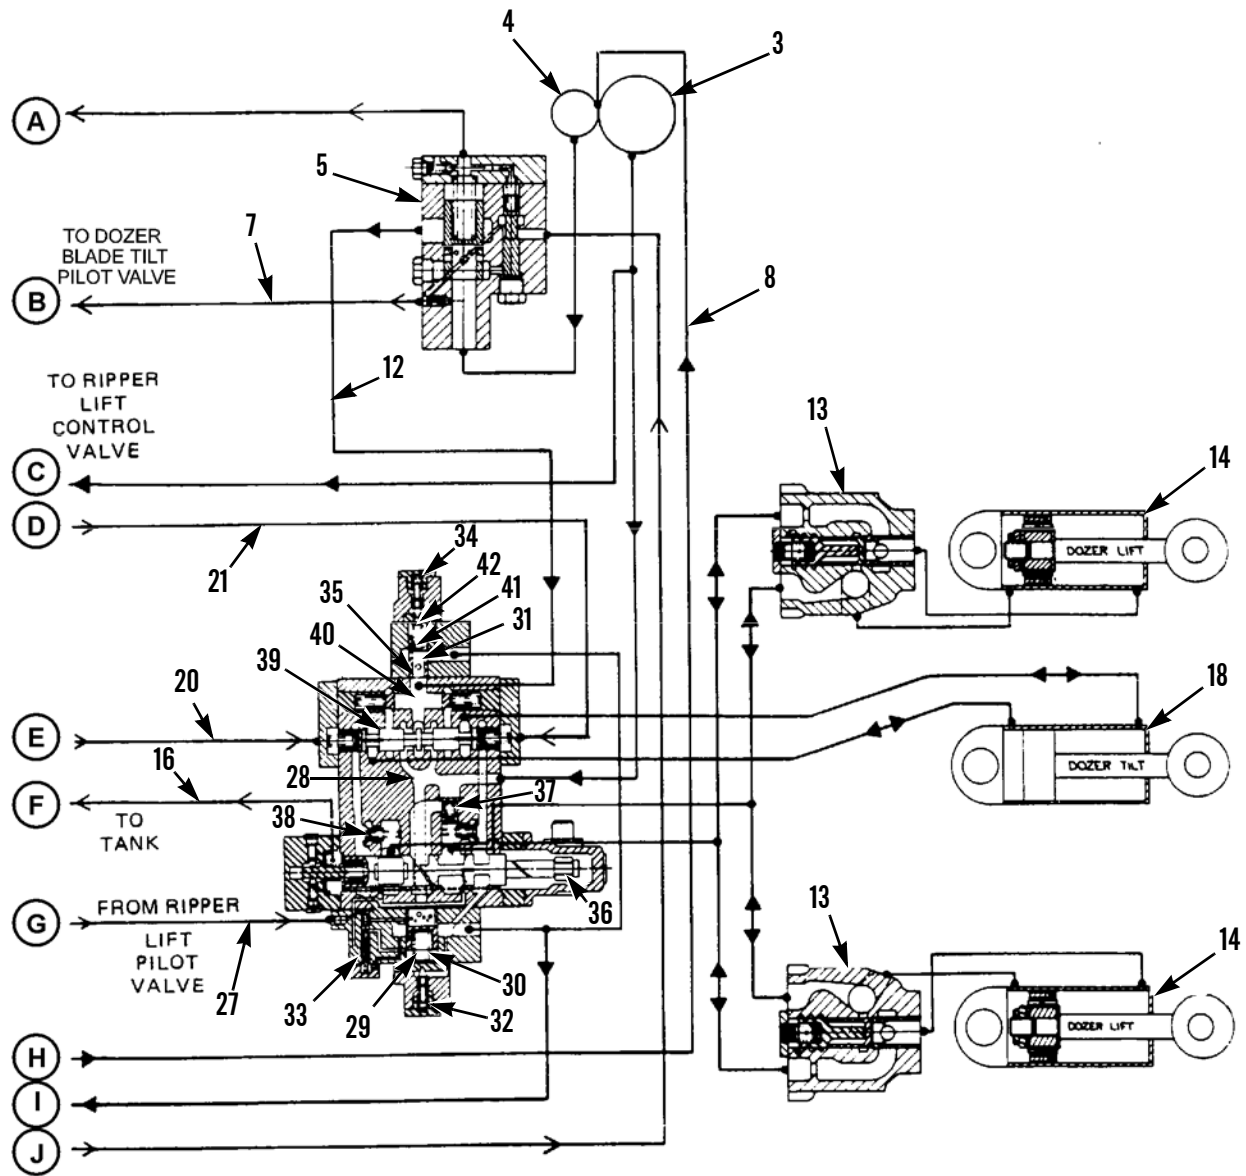 4
3
A
5
7
TO DOZER
BLADE TILT
PILOT VALVE
B
8
12
TO RIPPER
LIFT
CONTROL
VALVE
C
13
14
D
DOZER LIFT
21
34
42
41
35
31
40
39
20
18
E
16
28
DOZER TILT
37
F
TO
TANK
38
36
G
FROM RIPPER
LIFT
PILOT
VALVE
27
33
29
30
32
13
14
DOZER LIFT
H
I
J